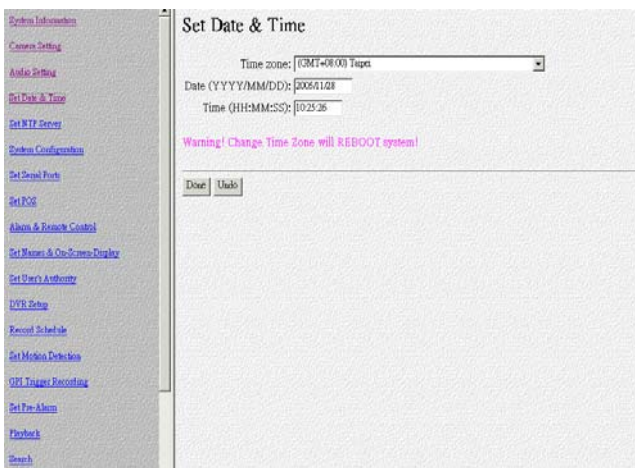 System Information
Camera Setting
Audio Setting
Set Date & Time
Set NTP Server
System Configuration
Set Serial Ports
Set POS
Alarm & Remote Control
Set Names & On-Screen-Display
Set User's Authority
DVR Setup
Record Schedule
Set Motion Detection
GPI Trigger Recording
Set Pre-Alarm
Playback
Search
Set Date & Time
Time zone: (GMT+08:00) Taipei
Date (YYYY/MM/DD): 2005/11/28
Time (HH:MM:SS): 10:25:26
Warning! Change Time Zone will REBOOT system!
Done Undo